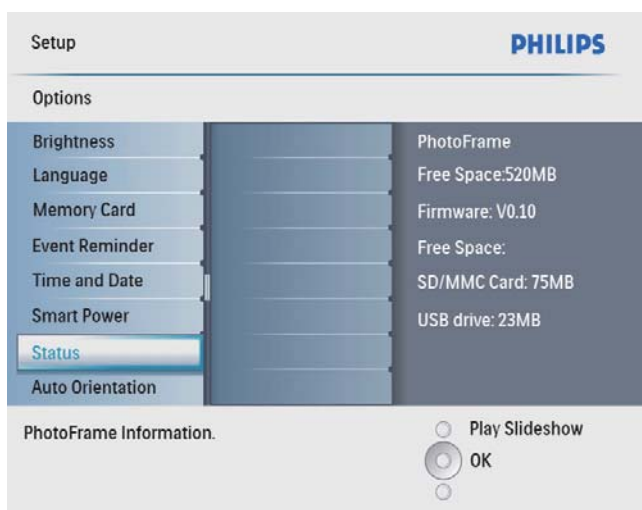 Setup
PHILIPS
Options
Brightness
Language
Memory Card
Event Reminder
Time and Date
Smart Power
Status
Auto Orientation
PhotoFrame
Free Space:520MB
Firmware: V0.10
Free Space:
SD/MMC Card: 75MB
USB drive: 23MB
PhotoFrame Information.
Play Slideshow
OK